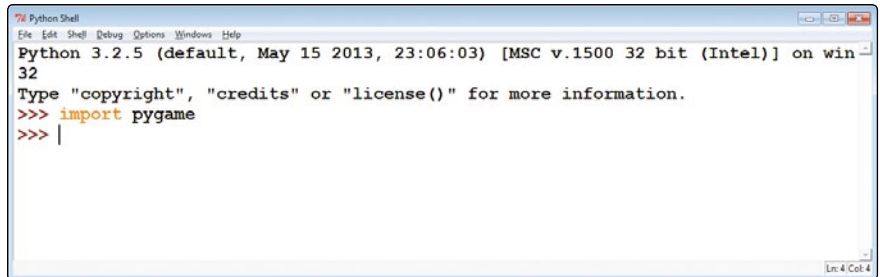 Python Shell
File Edit Shell Debug Options Windows Help
Python 3.2.5 (default, May 15 2013, 23:06:03) [MSC v.1500 32 bit (Intel)] on win
32
Type "copyright", "credits" or "license()" for more information.
>>> import pygame
>>>
Ln: 4 Col: 4